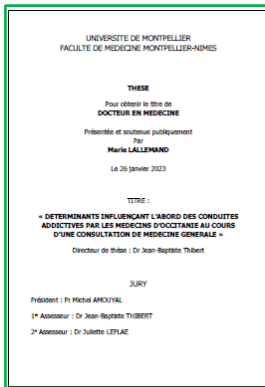 UNIVERSITE DE MONTPELLIER
FACULTE DE MEDECINE MONTPELLIER-NIMES
THESE
Pour obtenir le titre de
DOCTEUR EN MEDECINE
Présentée et soutenue publiquement
Par
Marie LALLEMAND
Le 26 janvier 2023
TITRE :
« DETERMINANTS INFLUENÇANT L'ABORD DES CONDUITES
ADDICTIVES PAR LES MEDECINS D'OCCITANIE AU COURS
D'UNE CONSULTATION DE MEDECINE GENERALE »
Directeur de thèse : Dr Jean-Baptiste Thibert
JURY
Président : Pr Michel AMOUYAL
1er Assesseur : Dr Jean-Baptiste THIBERT
2e Assesseur : Dr Juliette LEPLAE